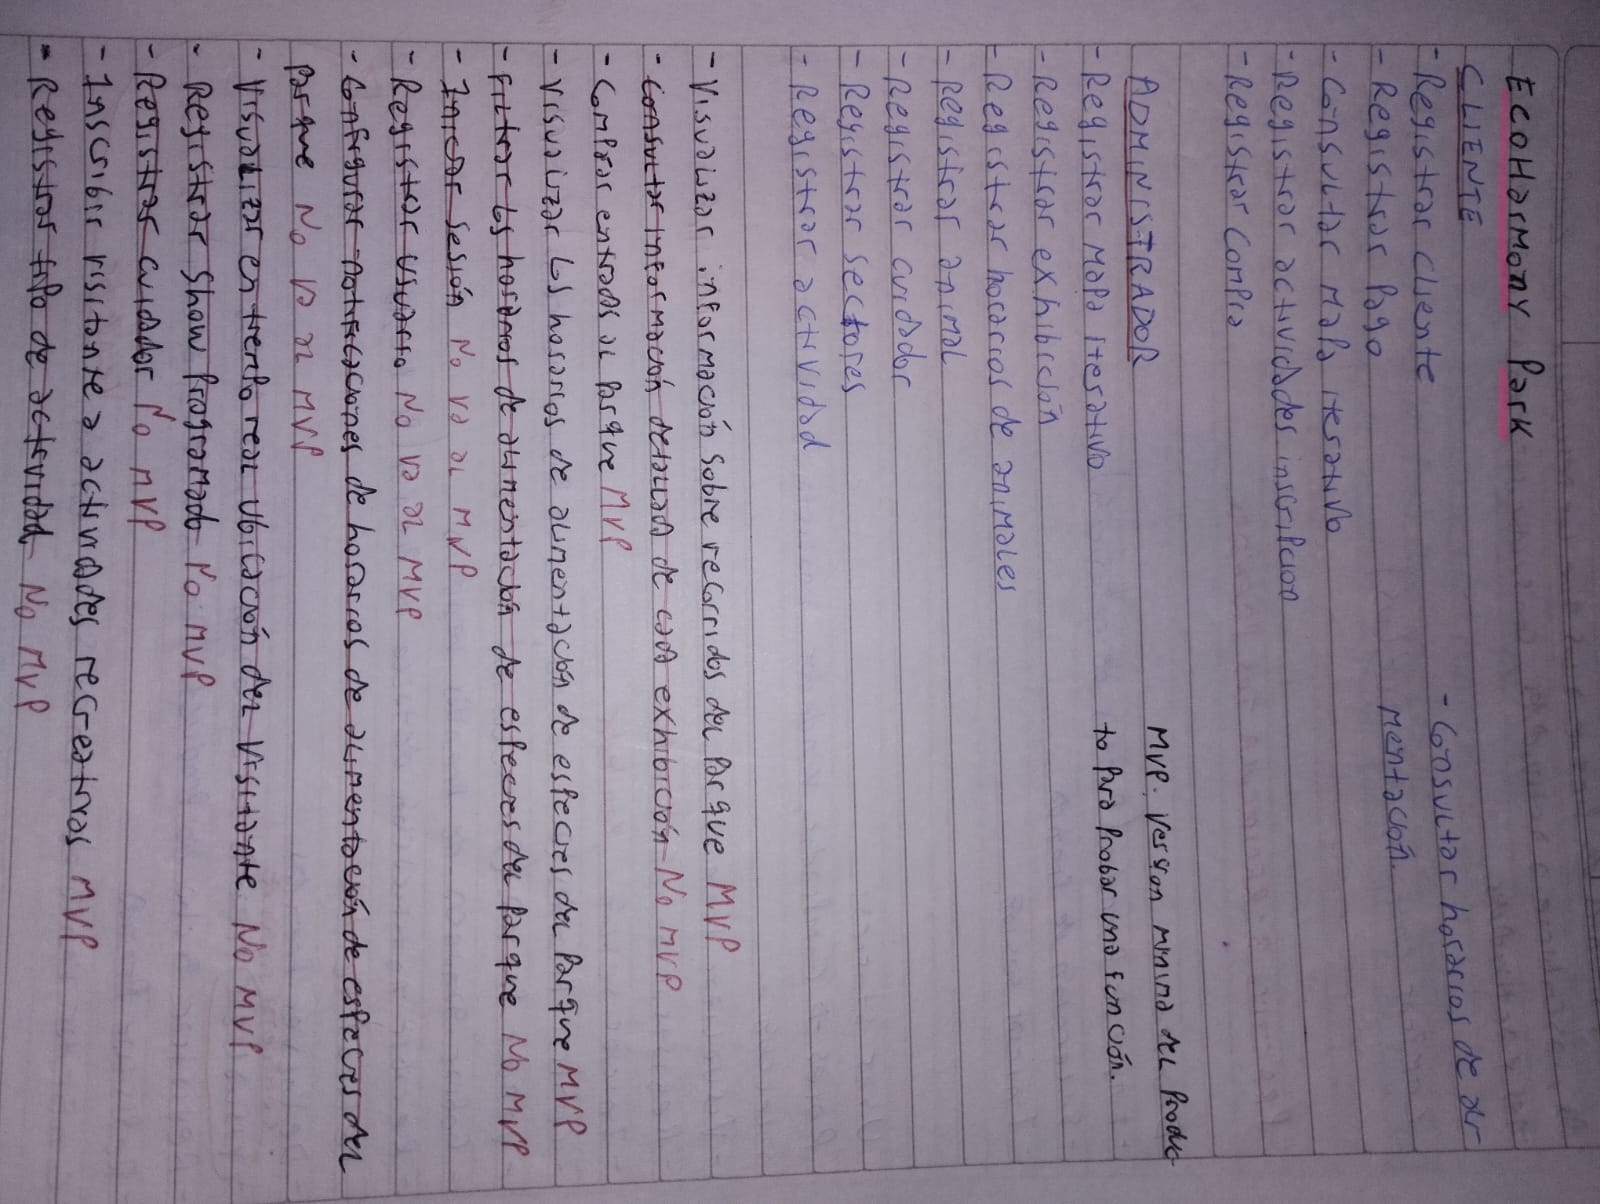 EcoHarmony Park
CLIENTE
- Registrar cliente
- Consultar horarios de ali
- Registrar Pago
mentación.
- Consultar mapa iterativo
- Registrar actividades inscripcion
- Registrar Compra
ADMINISTRADOR
MVP. Version minima del Produc
- Registrar mapa iterativo
to para Probar una función.
- Registrar exhibición
- Registrar horarios de animales
- Registrar animal
- Registrar cuidador
- Registrar sectores
- Registrar actividad
- Visualizar información sobre recorridos del Parque MVP
- Consultar información detallada de cada exhibición No MVP
- Comprar entradas al Parque MVP
- Visualizar los horarios de alimentación de especies del Parque MVP
- Filtrar los horarios de alimentación de especies del parque No MVP
- Iniciar sesión No va al MVP
- Registrar usuario No va al MVP
- Configurar notificaciones de horarios de alimentación de especies del
Parque No va al MVP
- Visualizar en tiempo real ubicación del visitante No MVP
- Registrar Show Programado No MVP
- Registrar cuidador No MVP
- Inscribir visitante a actividades recreativas MVP
- Registrar tipo de actividad No MVP